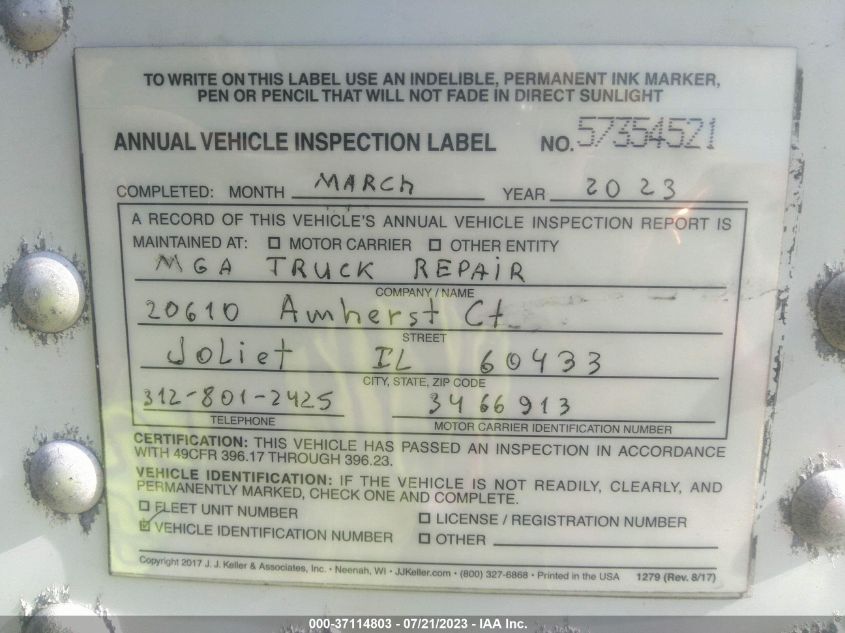 TO WRITE ON THIS LABEL USE AN INDELIBLE, PERMANENT INK MARKER,
PEN OR PENCIL THAT WILL NOT FADE IN DIRECT SUNLIGHT
ANNUAL VEHICLE INSPECTION LABEL NO. 57354521
COMPLETED: MONTH MARCh YEAR 2023
A RECORD OF THIS VEHICLE'S ANNUAL VEHICLE INSPECTION REPORT IS
MAINTAINED AT: ☐ MOTOR CARRIER ☐ OTHER ENTITY
MGA TRUCK REPAIR
COMPANY / NAME
20610 Amherst Ct
STREET
JoLiet IL 60433
CITY, STATE, ZIP CODE
312-801-2425 3466913
TELEPHONE MOTOR CARRIER IDENTIFICATION NUMBER
CERTIFICATION: THIS VEHICLE HAS PASSED AN INSPECTION IN ACCORDANCE
WITH 49CFR 396.17 THROUGH 396.23.
VEHICLE IDENTIFICATION: IF THE VEHICLE IS NOT READILY, CLEARLY, AND
PERMANENTLY MARKED, CHECK ONE AND COMPLETE.
☐ FLEET UNIT NUMBER ☐ LICENSE / REGISTRATION NUMBER
☑ VEHICLE IDENTIFICATION NUMBER ☐ OTHER
Copyright 2017 J. J. Keller & Associates, Inc. • Neenah, WI • JJKeller.com • (800) 327-6868 • Printed in the USA 1279 (Rev. 8/17)
000-37114803 - 07/21/2023 - IAA Inc.